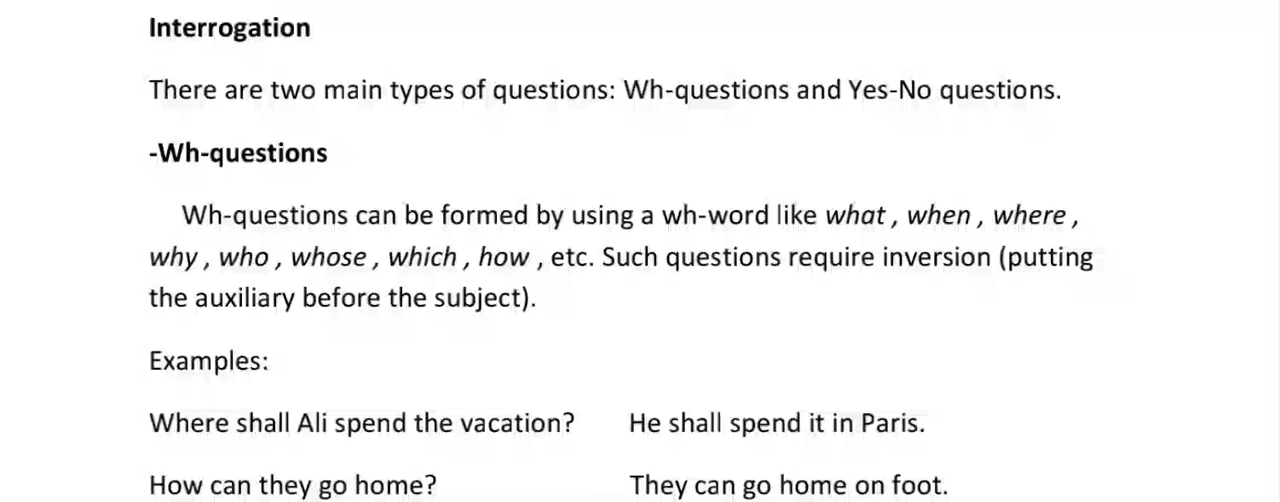 Interrogation
There are two main types of questions: Wh-questions and Yes-No questions.
-Wh-questions
Wh-questions can be formed by using a wh-word like what , when , where ,
why , who , whose , which , how , etc. Such questions require inversion (putting
the auxiliary before the subject).
Examples:
Where shall Ali spend the vacation? He shall spend it in Paris.
How can they go home? They can go home on foot.